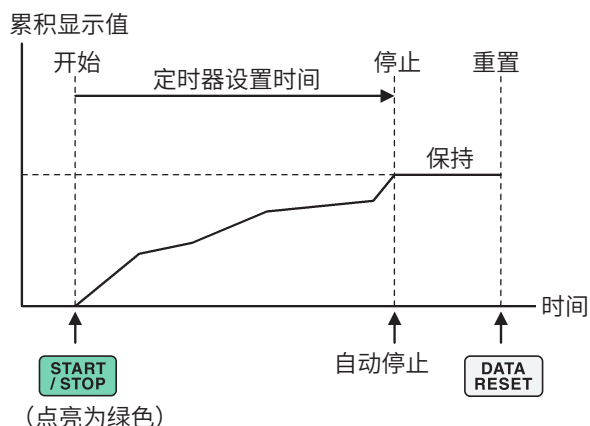 累积显示值
开始
停止
重置
定时器设置时间
保持
时间
自动停止
START
/ STOP
DATA
RESET
（点亮为绿色）